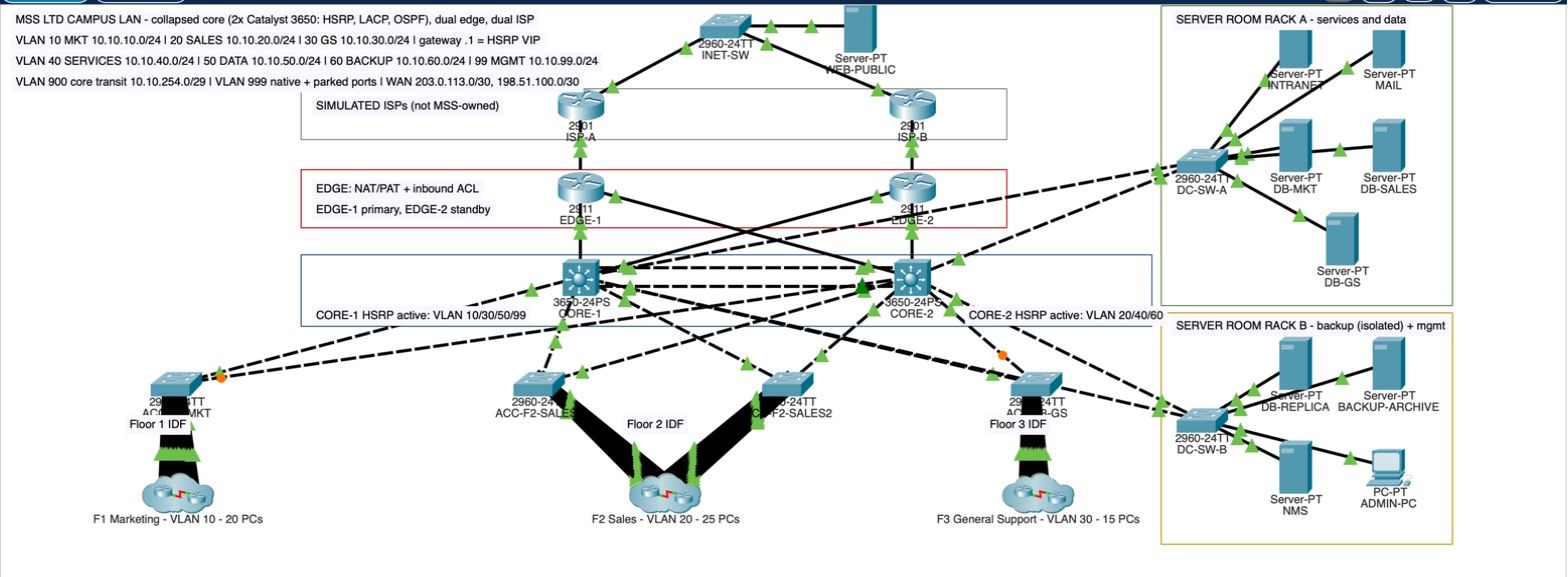 MSS LTD CAMPUS LAN - collapsed core (2x Catalyst 3650: HSRP, LACP, OSPF), dual edge, dual ISP
VLAN 10 MKT 10.10.10.0/24 | 20 SALES 10.10.20.0/24 | 30 GS 10.10.30.0/24 | gateway .1 = HSRP VIP
VLAN 40 SERVICES 10.10.40.0/24 | 50 DATA 10.10.50.0/24 | 60 BACKUP 10.10.60.0/24 | 99 MGMT 10.10.99.0/24
VLAN 900 core transit 10.10.254.0/29 | VLAN 999 native + parked ports | WAN 203.0.113.0/30, 198.51.100.0/30
2960-24TT
INET-SW
Server-PT
WEB-PUBLIC
SIMULATED ISPs (not MSS-owned)
2901
ISP-A
2901
ISP-B
EDGE: NAT/PAT + inbound ACL
EDGE-1 primary, EDGE-2 standby
2911
EDGE-1
2911
EDGE-2
3650-24PS
CORE-1
3650-24PS
CORE-2
CORE-1 HSRP active: VLAN 10/30/50/99
CORE-2 HSRP active: VLAN 20/40/60
SERVER ROOM RACK A - services and data
Server-PT
INTRANET
Server-PT
MAIL
2960-24TT
DC-SW-A
Server-PT
DB-MKT
Server-PT
DB-SALES
Server-PT
DB-GS
SERVER ROOM RACK B - backup (isolated) + mgmt
Server-PT
DB-REPLICA
Server-PT
BACKUP-ARCHIVE
2960-24TT
DC-SW-B
Server-PT
NMS
PC-PT
ADMIN-PC
MKT
Floor 1 IDF
ACC-F2-SALES
Floor 2 IDF
F2-SALES2
Floor 3 IDF
F1 Marketing - VLAN 10 - 20 PCs
F2 Sales - VLAN 20 - 25 PCs
F3 General Support - VLAN 30 - 15 PCs